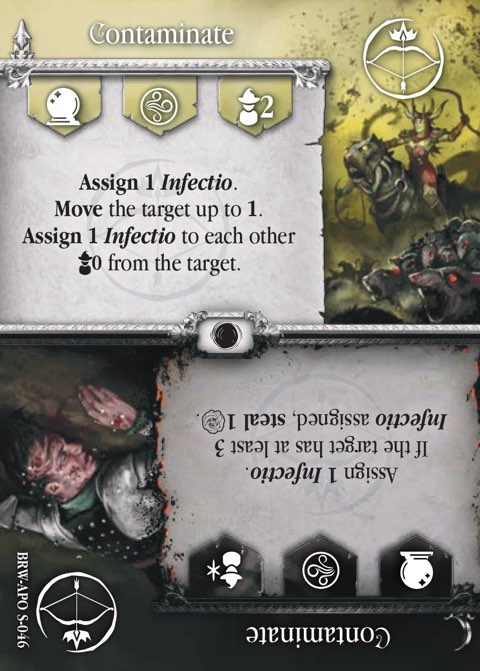 Contaminate
2
Assign 1 Infectio.
Move the target up to 1.
Assign 1 Infectio to each other
0 from the target.
Contaminate
Assign 1 Infectio.
If the target has at least 3
Infectio assigned, steal 1 .
BRW-APO S-046